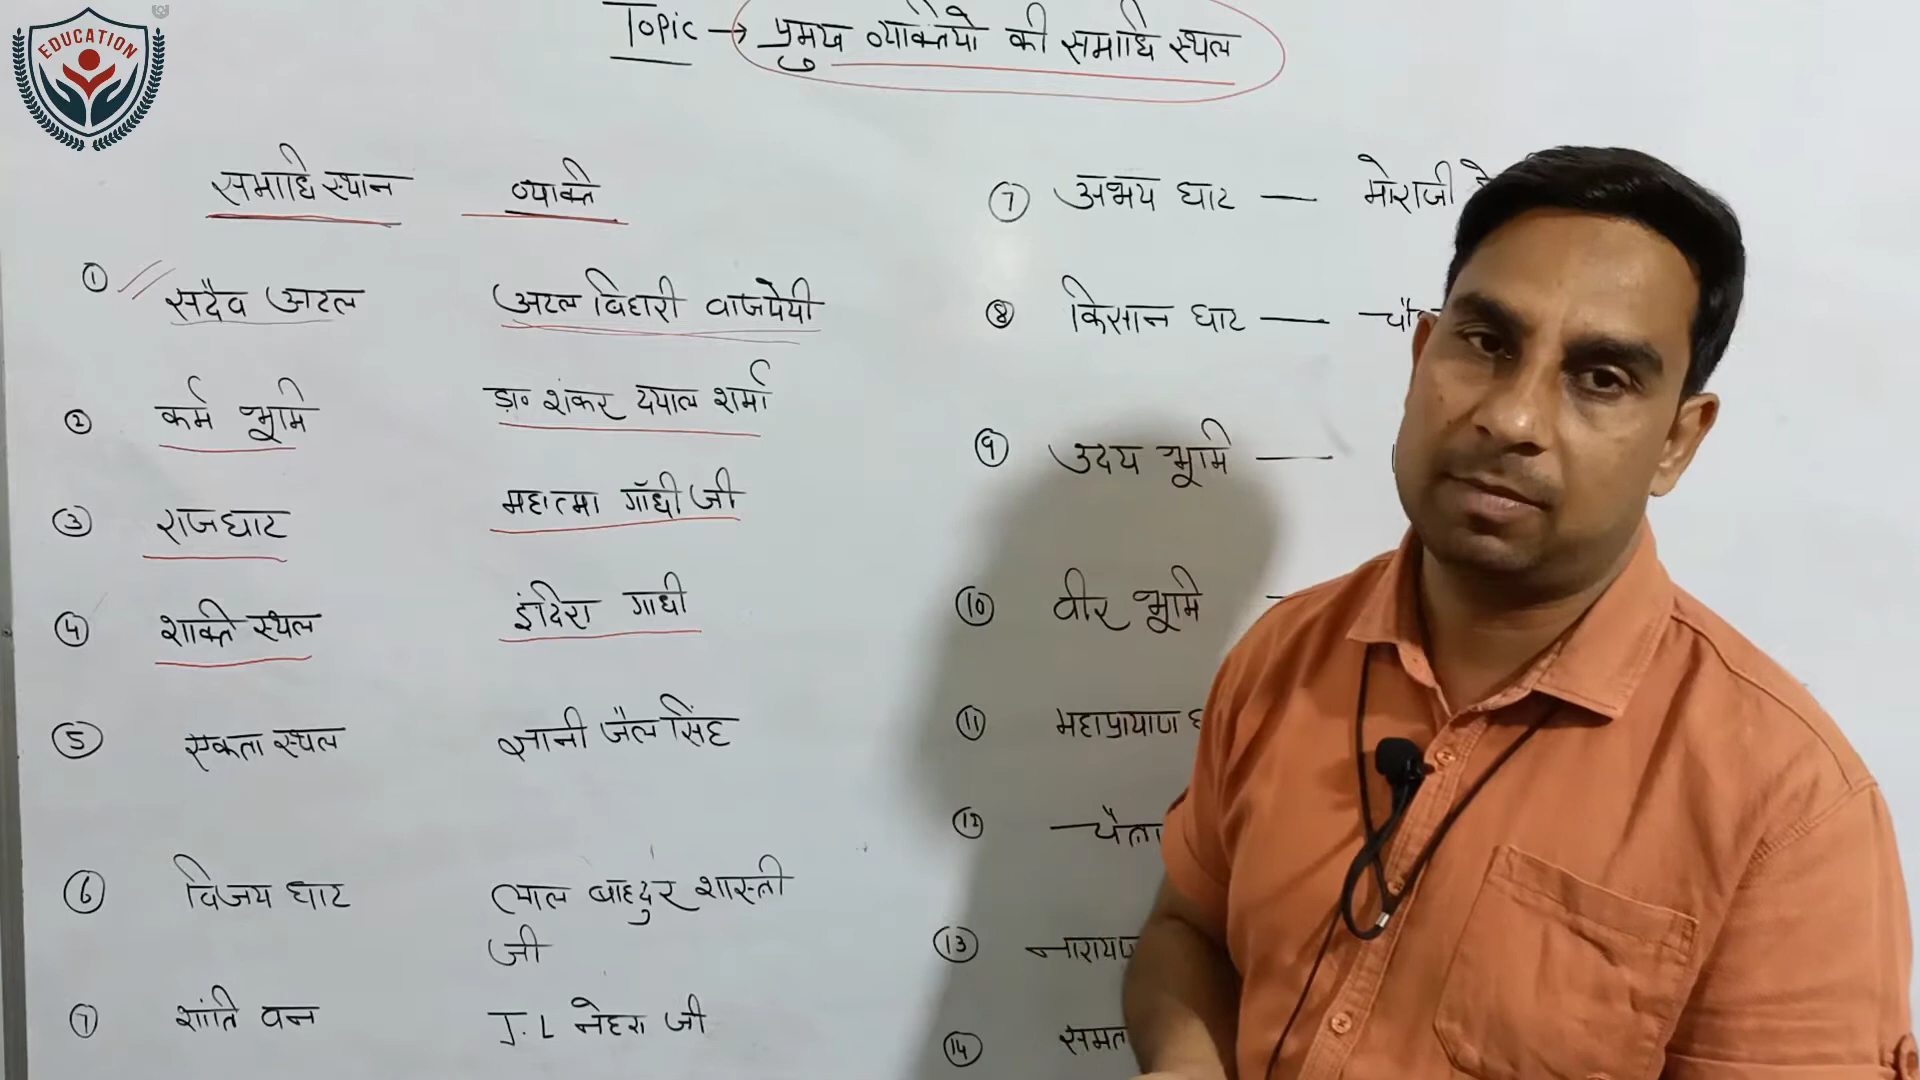 EDUCATION
Topic → प्रमुख व्यक्तियो की समाधि स्थल
समाधि स्थान व्यक्ति
① सदैव अटल अटल बिहारी वाजपेयी
② कर्म भूमि डा० शंकर दयाल शर्मा
③ राजघाट महात्मा गाँधी जी
④ शक्ति स्थल इंदिरा गाधी
⑤ एकता स्थल ज्ञानी जैल सिंह
⑥ विजय घाट लाल बाहदुर शास्त्री
जी
⑦ शांति वन J.L नेहरू जी
⑦ अभय घाट — मोराजी
⑧ किसान घाट —
⑨ उदय भूमि —
⑩ वीर भूमि
⑪ महाप्रायाण
⑫
⑬
⑭